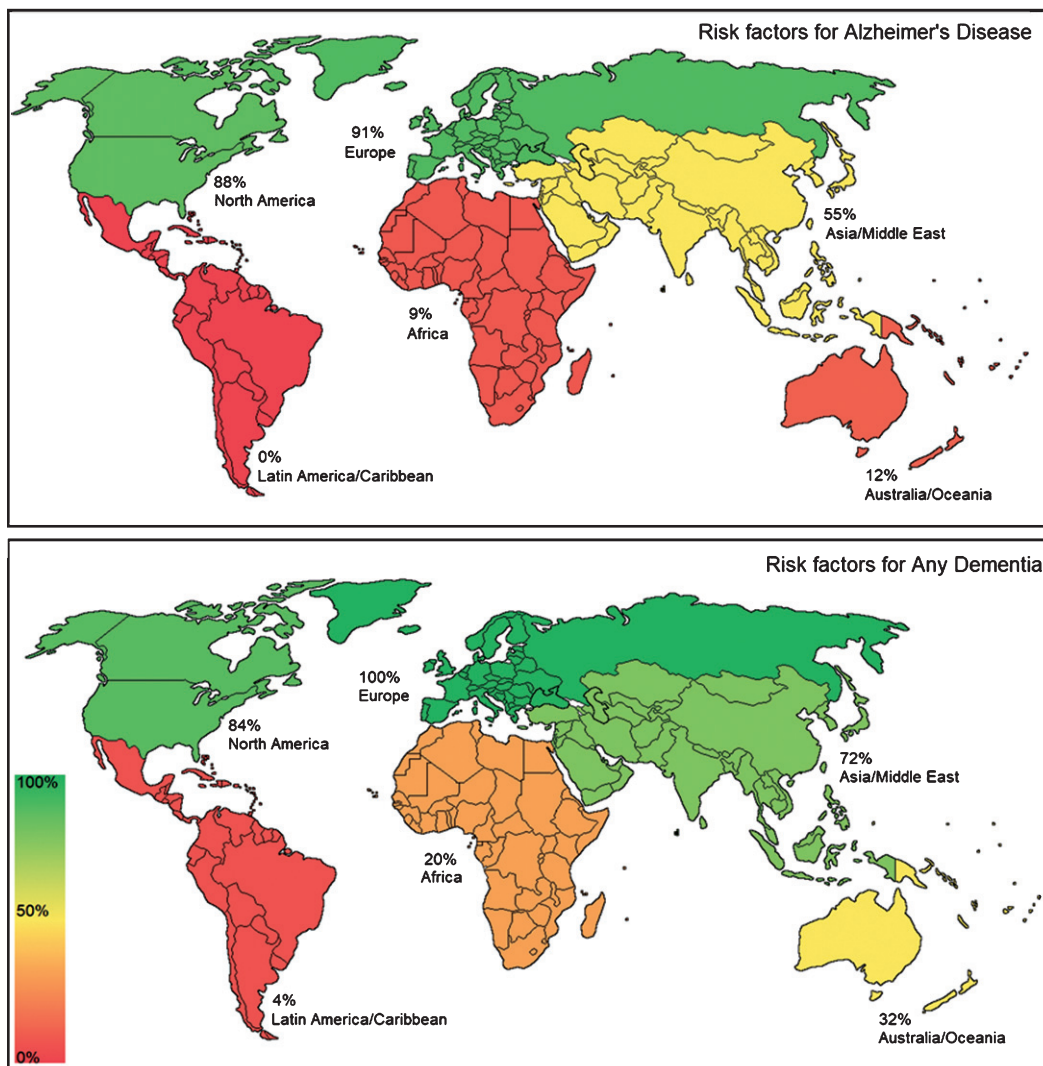 Risk factors for Alzheimer's Disease
91%
Europe
88%
North America
55%
Asia/Middle East
9%
Africa
0%
Latin America/Caribbean
12%
Australia/Oceania
Risk factors for Any Dementia
100%
Europe
84%
North America
72%
Asia/Middle East
100%
20%
Africa
50%
4%
Latin America/Caribbean
32%
Australia/Oceania
0%